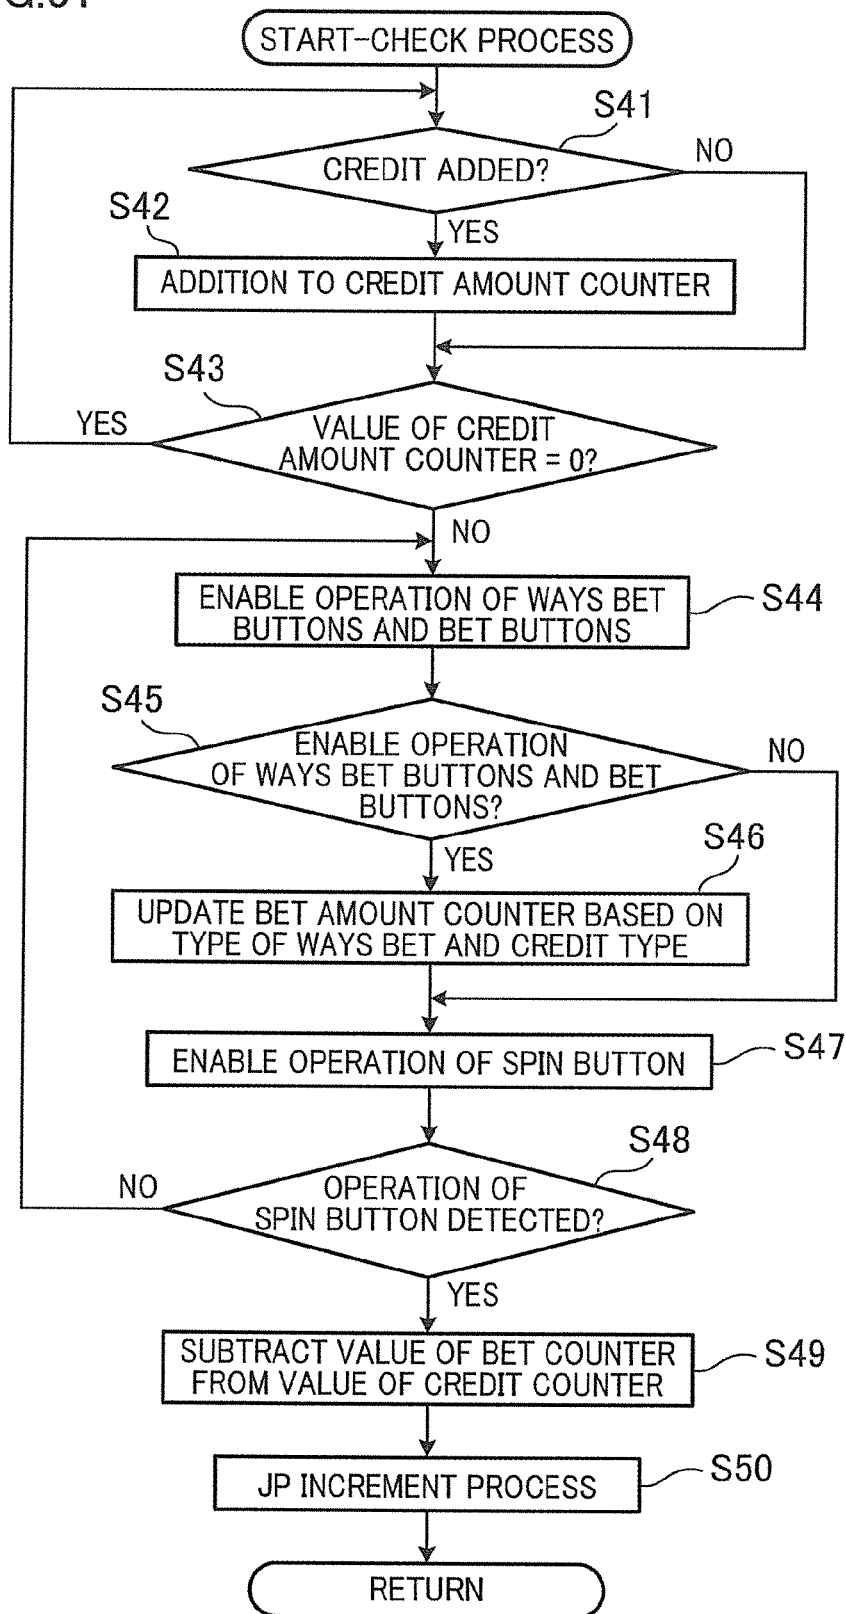 START-CHECK PROCESS
S41
CREDIT ADDED?
NO
S42
YES
ADDITION TO CREDIT AMOUNT COUNTER
S43
YES
VALUE OF CREDIT
AMOUNT COUNTER = 0?
NO
ENABLE OPERATION OF WAYS BET
BUTTONS AND BET BUTTONS
S44
S45
ENABLE OPERATION
OF WAYS BET BUTTONS AND BET
BUTTONS?
NO
YES
S46
UPDATE BET AMOUNT COUNTER BASED ON
TYPE OF WAYS BET AND CREDIT TYPE
ENABLE OPERATION OF SPIN BUTTON
S47
S48
NO
OPERATION OF
SPIN BUTTON DETECTED?
YES
SUBTRACT VALUE OF BET COUNTER
FROM VALUE OF CREDIT COUNTER
S49
JP INCREMENT PROCESS
S50
RETURN